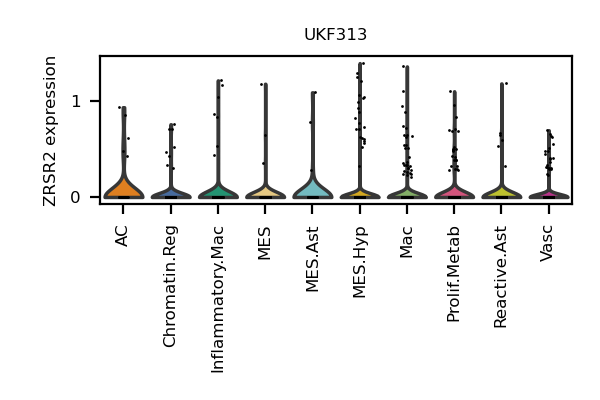 UKF313
ZRSR2 expression
1
0
AC
Chromatin.Reg
Inflammatory.Mac
MES
MES.Ast
MES.Hyp
Mac
Prolif.Metab
Reactive.Ast
Vasc